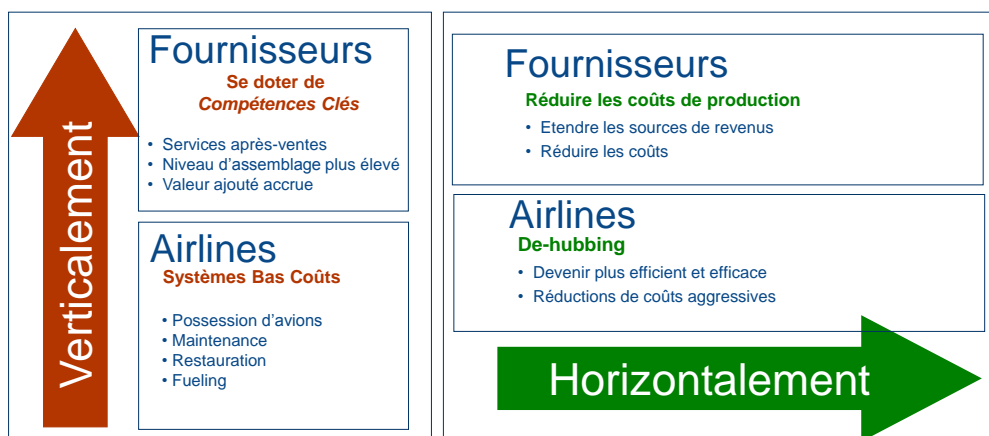 Verticalement
Fournisseurs
Se doter de
Compétences Clés
• Services après-ventes
• Niveau d'assemblage plus élevé
• Valeur ajouté accrue
Airlines
Systèmes Bas Coûts
• Possession d'avions
• Maintenance
• Restauration
• Fueling
Fournisseurs
Réduire les coûts de production
• Etendre les sources de revenus
• Réduire les coûts
Airlines
De-hubbing
• Devenir plus efficient et efficace
• Réductions de coûts aggressives
Horizontalement